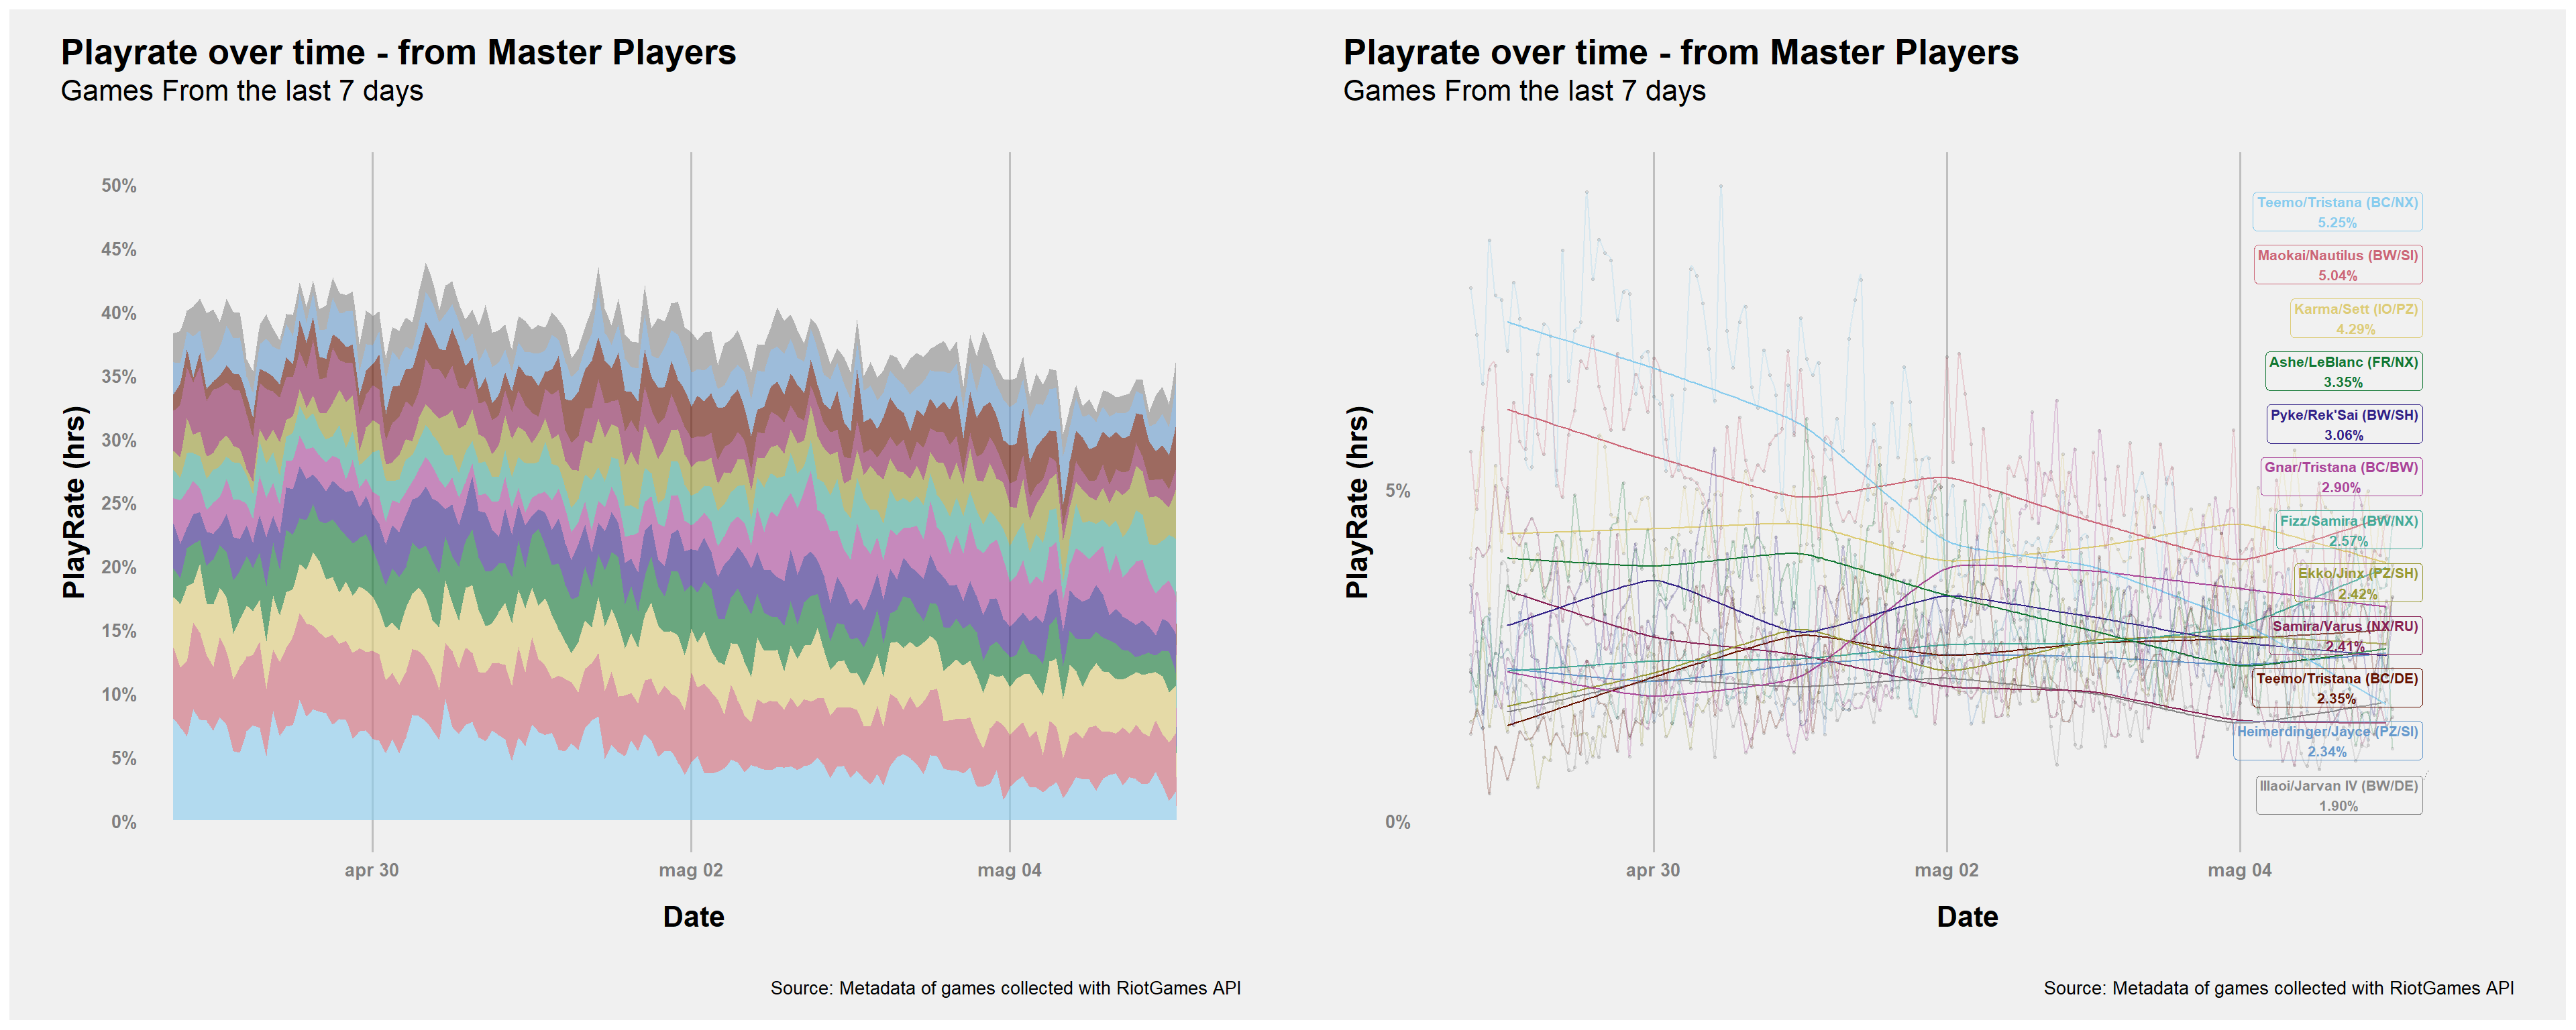 Playrate over time - from Master Players
Games From the last 7 days
PlayRate (hrs)
50%
45%
40%
35%
30%
25%
20%
15%
10%
5%
0%
apr 30
mag 02
mag 04
Date
Source: Metadata of games collected with RiotGames API
Playrate over time - from Master Players
Games From the last 7 days
PlayRate (hrs)
5%
0%
Teemo/Tristana (BC/NX)
5.25%
Maokai/Nautilus (BW/SI)
5.04%
Karma/Sett (IO/PZ)
4.29%
Ashe/LeBlanc (FR/NX)
3.35%
Pyke/Rek'Sai (BW/SH)
3.06%
Gnar/Tristana (BC/BW)
2.90%
Fizz/Samira (BW/NX)
2.57%
Ekko/Jinx (PZ/SH)
2.42%
Samira/Varus (NX/RU)
2.41%
Teemo/Tristana (BC/DE)
2.35%
Heimerdinger/Jayce (PZ/SI)
2.34%
Illaoi/Jarvan IV (BW/DE)
1.90%
apr 30
mag 02
mag 04
Date
Source: Metadata of games collected with RiotGames API